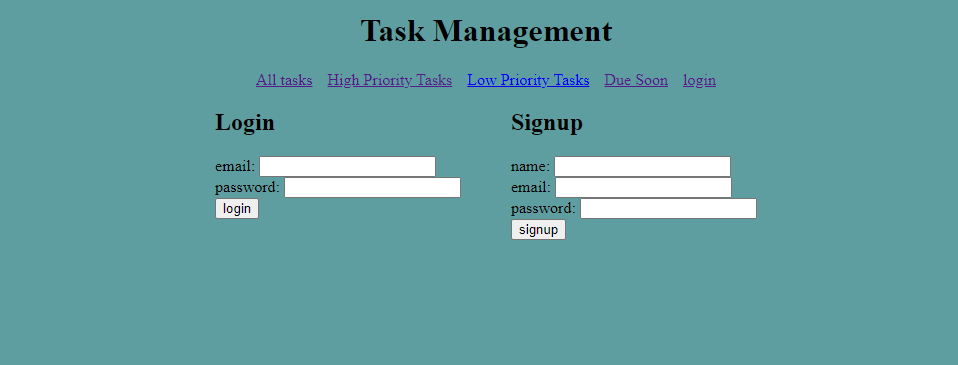 Task Management
All tasks High Priority Tasks Low Priority Tasks Due Soon login
Login
email:
password:
login
Signup
name:
email:
password:
signup